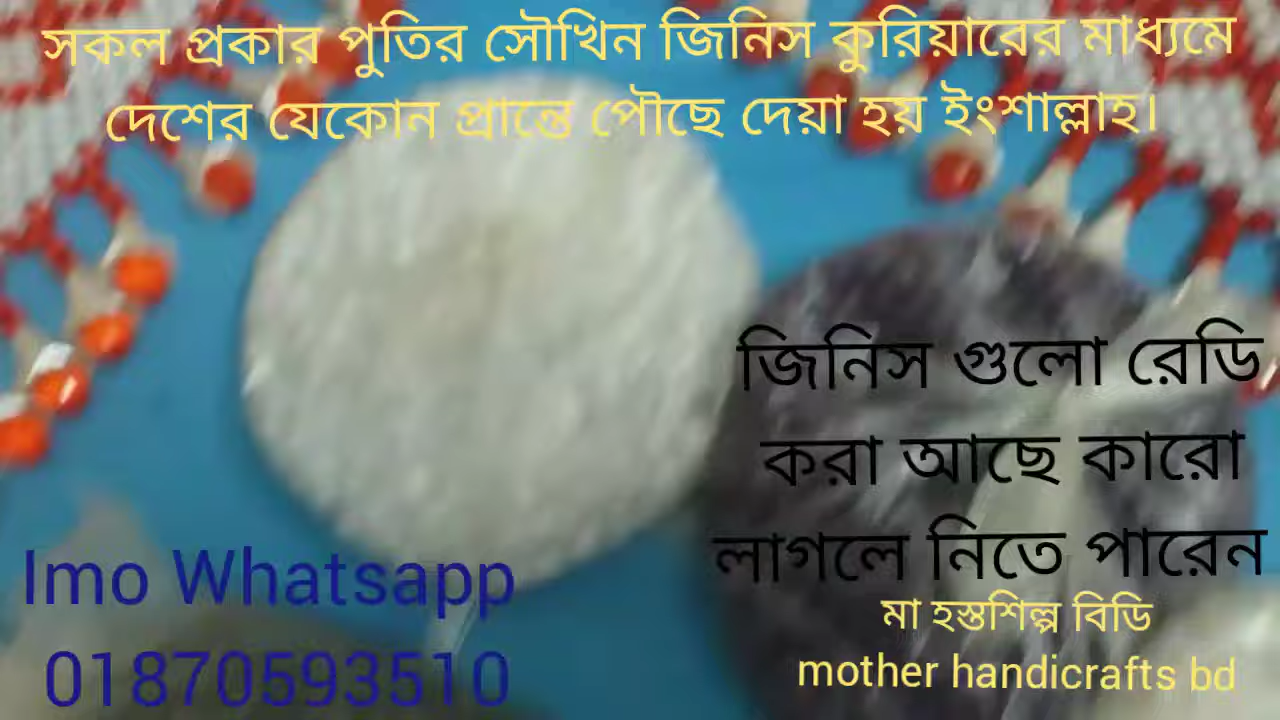 সকল প্রকার পুতির সৌখিন জিনিস কুরিয়ারের মাধ্যমে
দেশের যেকোন প্রান্তে পৌছে দেয়া হয় ইংশাল্লাহ।
জিনিস গুলো রেডি
করা আছে কারো
লাগলে নিতে পারেন
মা হস্তশিল্প বিডি
mother handicrafts bd
Imo Whatsapp
01870593510